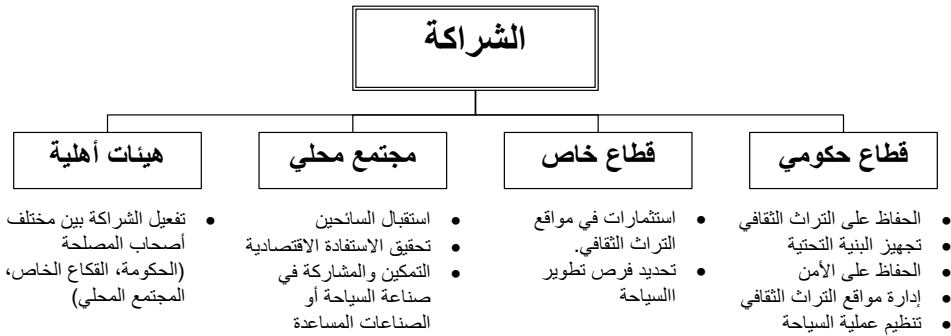 الشراكة
قطاع حكومي
قطاع خاص
مجتمع محلي
هيئات أهلية
• الحفاظ على التراث الثقافي
• تجهيز البنية التحتية
• الحفاظ على الأمن
• إدارة مواقع التراث الثقافي
• تنظيم عملية السياحة
• استثمارات في مواقع
التراث الثقافي.
• تحديد فرص تطوير
االسياحة
• استقبال السائحين
• تحقيق الاستفادة الاقتصادية
• التمكين والمشاركة في
صناعة السياحة أو
الصناعات المساعدة
• تفعيل الشراكة بين مختلف
أصحاب المصلحة
(الحكومة، القكاع الخاص،
المجتمع المحلي)